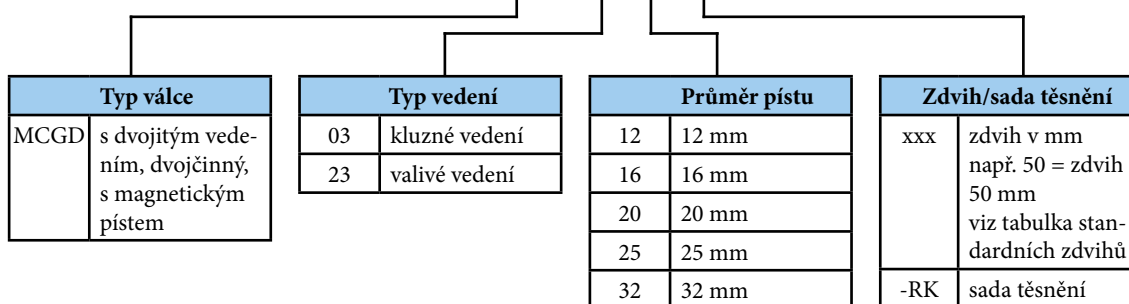 Typ válce
MCGD s dvojitým vede-
ním, dvojčinný,
s magnetickým
pístem
Typ vedení
03 kluzné vedení
23 valivé vedení
Průměr pístu
12 12 mm
16 16 mm
20 20 mm
25 25 mm
32 32 mm
Zdvih/sada těsnění
xxx zdvih v mm
např. 50 = zdvih
50 mm
viz tabulka stan-
dardních zdvihů
-RK sada těsnění